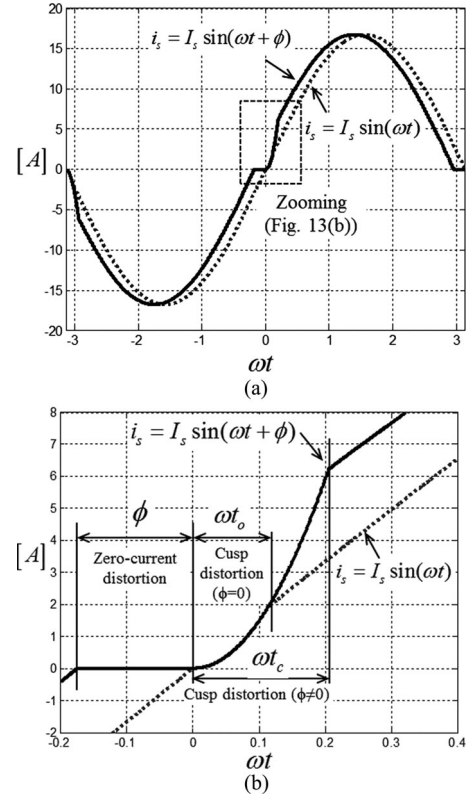 20
15
10
5
0
-5
-10
-15
-20
[A]
i_s = I_s sin(ωt + ϕ)
i_s = I_s sin(ωt)
Zooming
(Fig. 13(b))
-3 -2 -1 0 1 2 3
ωt
(a)
8
7
6
5
4
3
2
1
0
-1
-2
[A]
i_s = I_s sin(ωt + ϕ)
ϕ
ωt_o
Zero-current
distortion
Cusp
distortion
(ϕ=0)
i_s = I_s sin(ωt)
ωt_c
Cusp distortion (ϕ≠0)
-0.2 -0.1 0 0.1 0.2 0.3 0.4
ωt
(b)